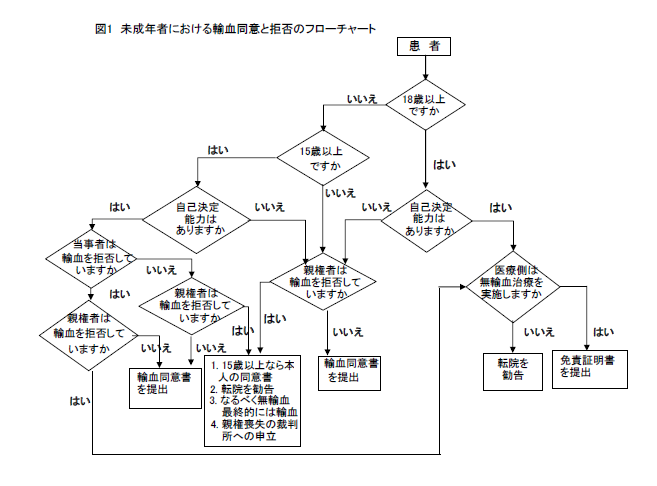 図1 未成年者における輸血同意と拒否のフローチャート
患 者
18歳以上
ですか
いいえ
はい
15歳以上
ですか
はい
いいえ
自己決定
能力は
ありますか
はい
いいえ
自己決定
能力は
ありますか
いいえ
はい
当事者は
輸血を拒否して
いますか
いいえ
はい
親権者は
輸血を拒否して
いますか
いいえ
はい
親権者は
輸血を拒否して
いますか
はい
いいえ
医療側は
無輸血治療を
実施しますか
いいえ
はい
親権者は
輸血を拒否して
いますか
いいえ
はい
輸血同意書
を提出
1. 15歳以上なら本
人の同意書
2. 転院を勧告
3. なるべく無輸血
最終的には輸血
4. 親権喪失の裁判
所への申立
輸血同意書
を提出
転院を
勧告
免責証明書
を提出